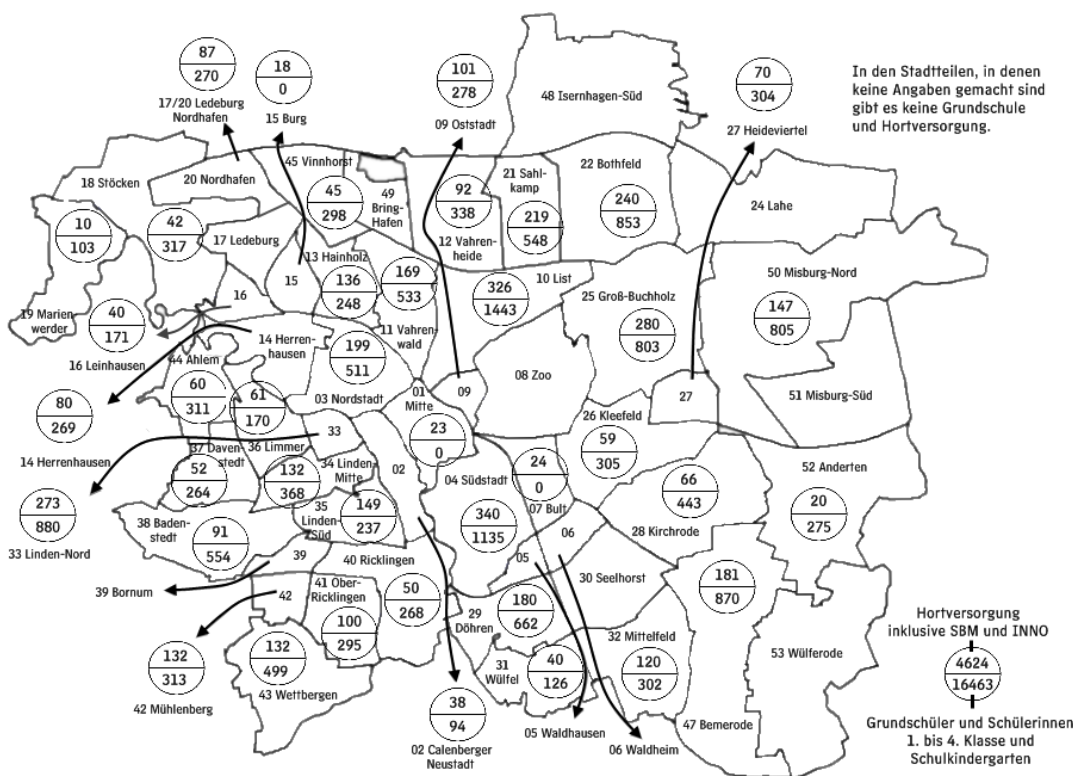 87
270
17/20 Ledeburg
Nordhafen
18
0
15 Burg
101
278
09 Oststadt
48 Isernhagen-Süd
70
304
27 Heideviertel
In den Stadtteilen, in denen
keine Angaben gemacht sind
gibt es keine Grundschule
und Hortversorgung.
18 Stöcken
20 Nordhafen
45 Vinnhorst
45
298
49
Bring-
Hafen
92
338
12 Vahren-
heide
21 Sahl-
kamp
219
548
22 Bothfeld
240
853
24 Lahe
10
103
42
317
17 Ledeburg
15
16
13 Hainholz
136
248
169
533
11 Vahren-
wald
10 List
326
1443
25 Groß-Buchholz
280
803
50 Misburg-Nord
147
805
19 Marien
werder
40
171
16 Leinhausen
14 Herren-
hausen
199
511
03 Nordstadt
08 Zoo
51 Misburg-Süd
44 Ahlem
60
311
61
170
36 Limmer
01
Mitte
23
0
09
27
80
269
14 Herrenhausen
33
26 Kleefeld
59
305
37 Daven-
stedt
52
264
132
368
34 Linden-
Mitte
149
237
02
04 Südstadt
340
1135
24
0
07 Bult
66
443
28 Kirchrode
52 Anderten
20
275
273
880
33 Linden-Nord
38 Baden-
stedt
91
554
35
Linden-
Süd
39
40 Ricklingen
50
268
05
06
30 Seelhorst
181
870
39 Bornum
41 Ober-
Ricklingen
100
295
42
29
Döhren
180
662
32 Mittelfeld
120
302
132
313
42 Mühlenberg
132
499
43 Wettbergen
31
Wülfel
40
126
05 Waldhausen
38
94
02 Calenberger
Neustadt
06 Waldheim
47 Bemerode
53 Wülferode
Hortversorgung
inklusive SBM und INNO
4624
16463
Grundschüler und Schülerinnen
1. bis 4. Klasse und
Schulkindergarten